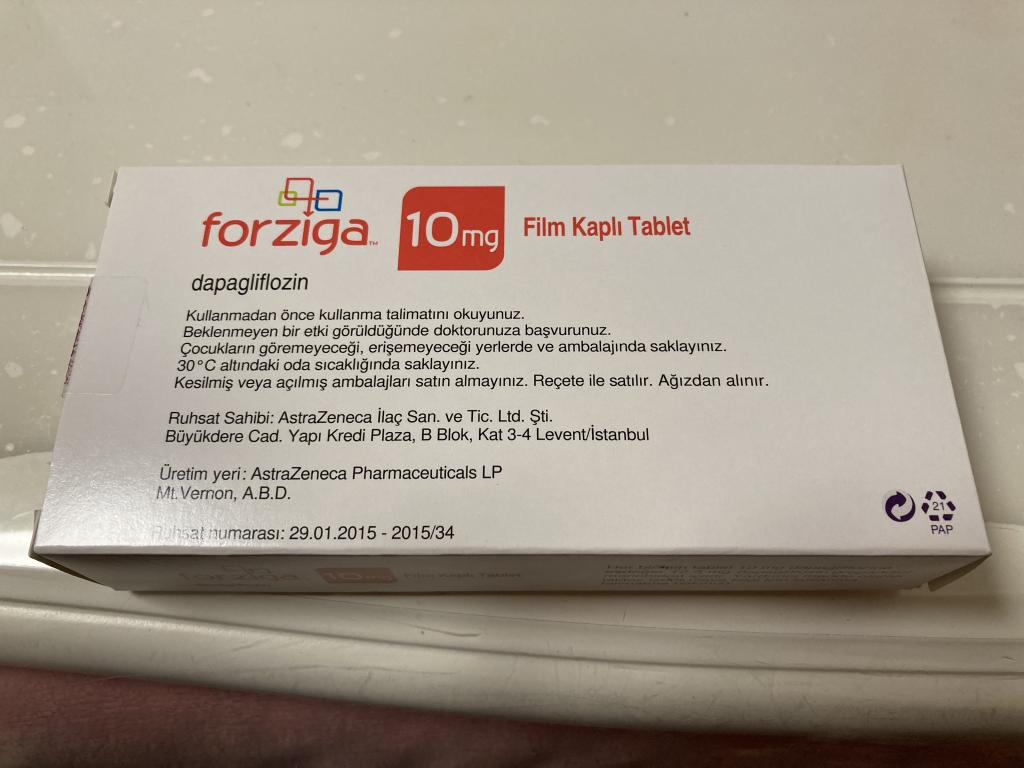 forziga™ 10mg Film Kaplı Tablet
dapagliflozin
Kullanmadan önce kullanma talimatını okuyunuz.
Beklenmeyen bir etki görüldüğünde doktorunuza başvurunuz.
Çocukların göremeyeceği, erişemeyeceği yerlerde ve ambalajında saklayınız.
30°C altındaki oda sıcaklığında saklayınız.
Kesilmiş veya açılmış ambalajları satın almayınız. Reçete ile satılır. Ağızdan alınır.
Ruhsat Sahibi: AstraZeneca İlaç San. ve Tic. Ltd. Şti.
Büyükdere Cad. Yapı Kredi Plaza, B Blok, Kat 3-4 Levent/İstanbul
Üretim yeri: AstraZeneca Pharmaceuticals LP
Mt.Vernon, A.B.D.
Ruhsat numarası: 29.01.2015 - 2015/34
21
PAP
forziga 10mg Film Kaplı Tablet